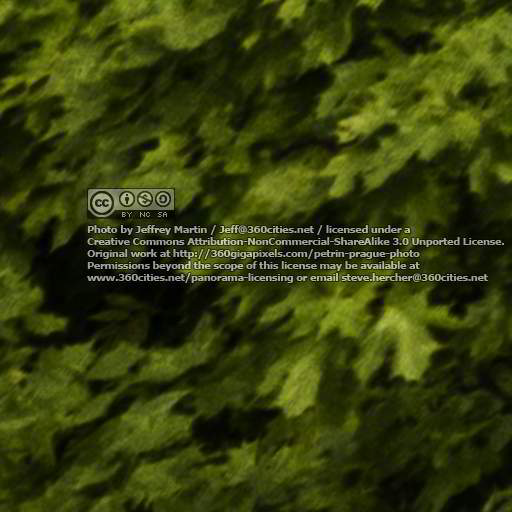 cc BY NC SA
Photo by Jeffrey Martin / Jeff@360cities.net / licensed under a
Creative Commons Attribution-NonCommercial-ShareAlike 3.0 Unported License.
Original work at http://360gigapixels.com/petrin-prague-photo
Permissions beyond the scope of this license may be available at
www.360cities.net/panorama-licensing or email steve.hercher@360cities.net